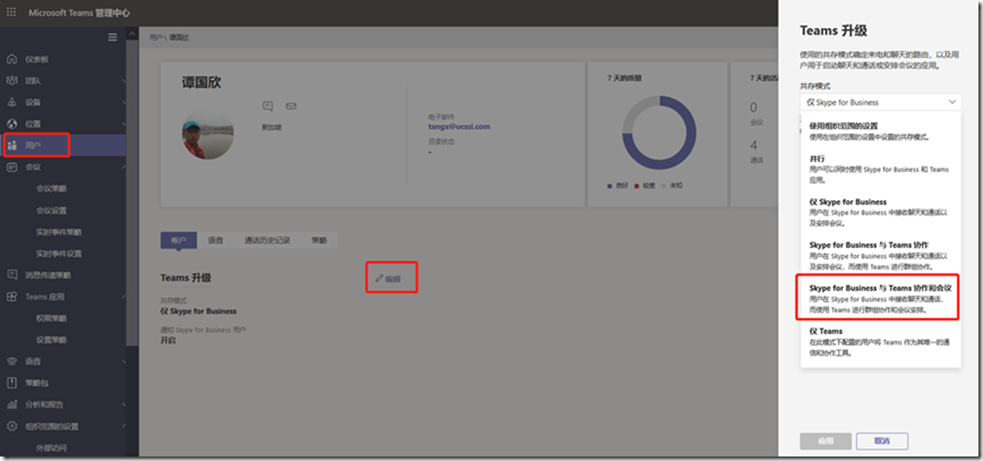 Microsoft Teams 管理中心
仪表板
团队
设备
位置
用户
会议
会议策略
会议设置
实时事件策略
实时事件设置
消息传递策略
Teams 应用
权限策略
设置策略
语音
策略包
分析和报告
组织范围的设置
外部访问
用户 \ 谭国欣
谭国欣
新加坡
电子邮件
tangx@ucssi.com
目录状态
-
7 天的质量
良好
较差
未知
7 天的活
0
会议
4
通话
帐户
语音
通话历史记录
策略
Teams 升级
编辑
共存模式
仅 Skype for Business
通知 Skype for Business 用户
开启
Teams 升级
使用的共存模式确定来电和聊天的路由，以及用
户用于启动聊天和通话或安排会议的应用。
共存模式
仅 Skype for Business
使用组织范围的设置
使用在组织范围的设置中设置的共存模式。
并行
用户可以同时使用 Skype for Business 和 Teams
应用。
仅 Skype for Business
用户在 Skype for Business 中接收聊天和通话以
及安排会议。
Skype for Business 与 Teams 协作
用户在 Skype for Business 中接收聊天和通话以
及安排会议，而使用 Teams 进行群组协作。
Skype for Business 与 Teams 协作和会议
用户在 Skype for Business 中接收聊天和通话，
而使用 Teams 进行群组协作和会议安排。
仅 Teams
在此模式下配置的用户将 Teams 作为其唯一的通
信和协作工具。
应用
取消